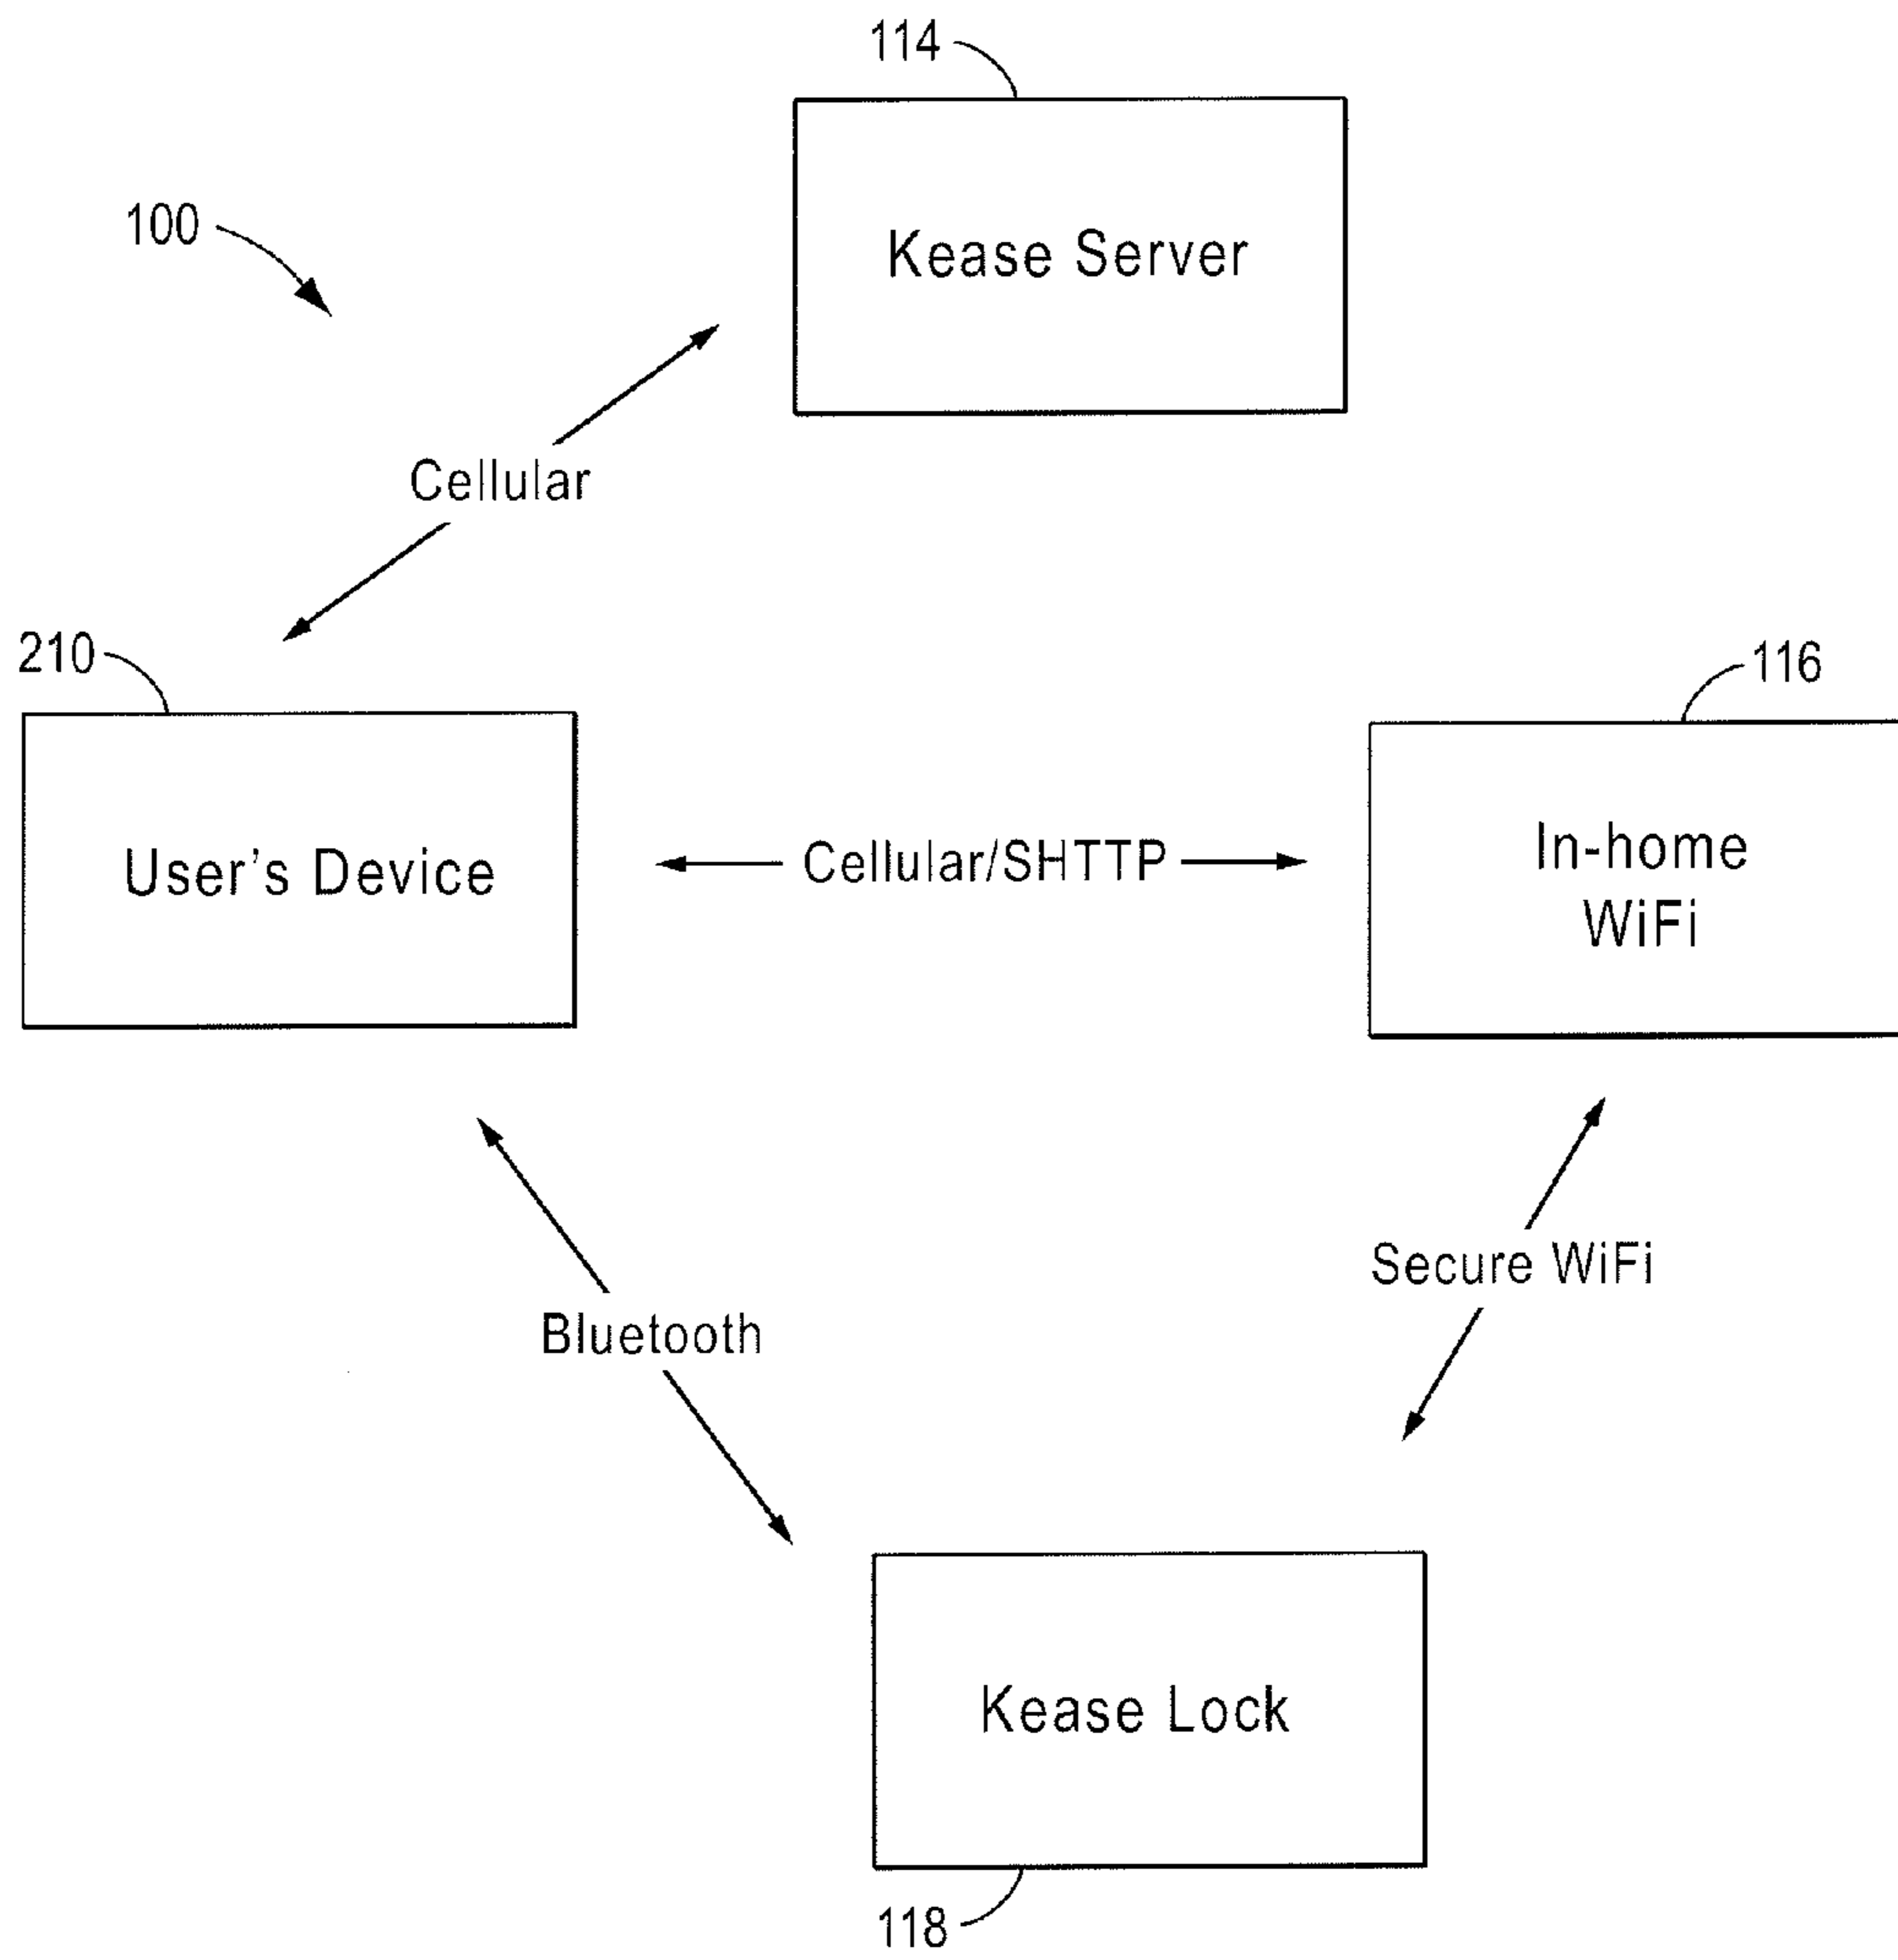 114
100
Kease Server
Cellular
210
116
User's Device
Cellular/SHTTP
In-home
WiFi
Secure WiFi
Bluetooth
Kease Lock
118